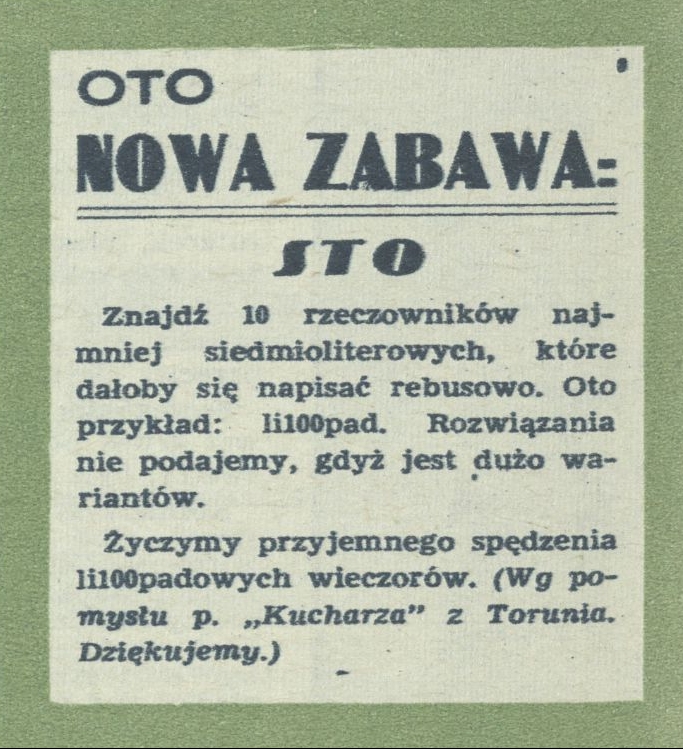 OTO
NOWA ZABAWA:
STO
Znajdź 10 rzeczowników naj-
mniej siedmioliterowych, które
dałoby się napisać rebusowo. Oto
przykład: li100pad. Rozwiązania
nie podajemy, gdyż jest dużo wa-
riantów.
Życzymy przyjemnego spędzenia
li100padowych wieczorów. (Wg po-
mysłu p. „Kucharza” z Torunia.
Dziękujemy.)